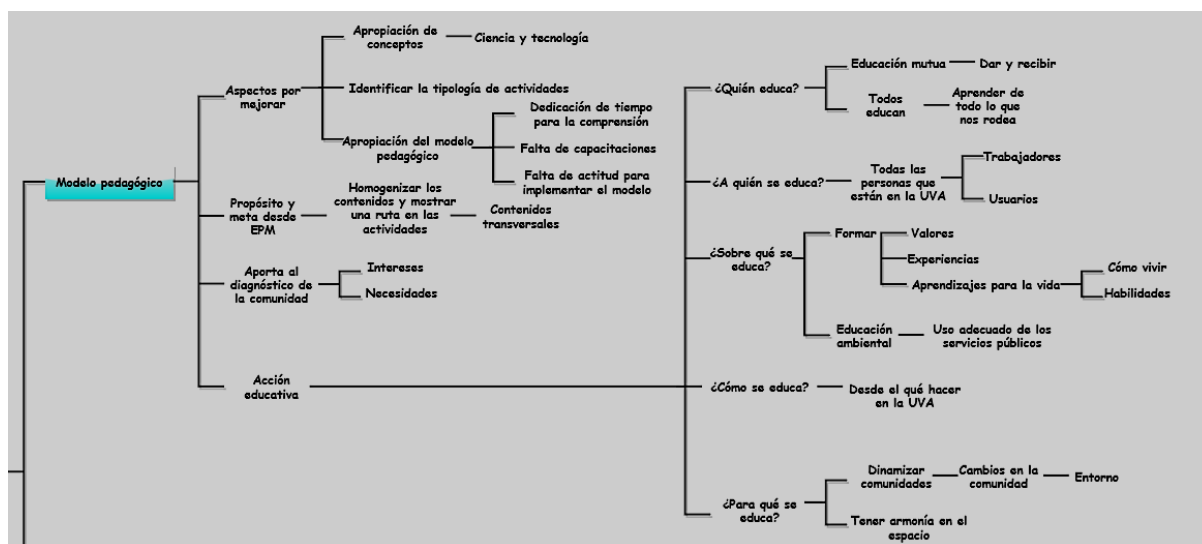 Modelo pedagógico
Aspectos por
mejorar
Apropiación de
conceptos
Ciencia y tecnología
Identificar la tipología de actividades
Apropiación del modelo
pedagógico
Dedicación de tiempo
para la comprensión
Falta de capacitaciones
Falta de actitud para
implementar el modelo
Propósito y
meta desde
EPM
Homogenizar los
contenidos y mostrar
una ruta en las
actividades
Contenidos
transversales
Aporta al
diagnóstico de
la comunidad
Intereses
Necesidades
Acción
educativa
¿Quién educa?
Educación mutua
Dar y recibir
Todos
educan
Aprender de
todo lo que
nos rodea
¿A quién se educa?
Todas las
personas que
están en la UVA
Trabajadores
Usuarios
¿Sobre qué se
educa?
Formar
Valores
Experiencias
Aprendizajes para la vida
Cómo vivir
Habilidades
Educación
ambiental
Uso adecuado de los
servicios públicos
¿Cómo se educa?
Desde el qué hacer
en la UVA
¿Para qué se
educa?
Dinamizar
comunidades
Cambios en la
comunidad
Entorno
Tener armonía en el
espacio